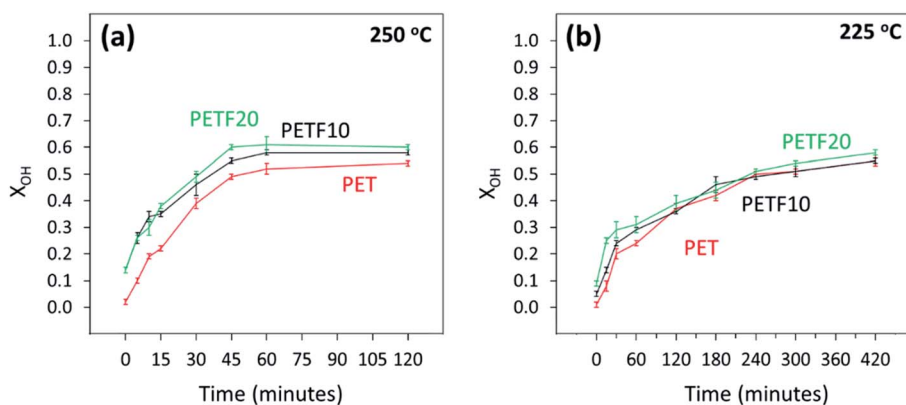 (a)
250 °C
1.0
0.9
0.8
0.7
0.6
0.5
0.4
0.3
0.2
0.1
0.0
X_OH
PETF20
PETF10
PET
0 15 30 45 60 75 90 105 120
Time (minutes)
(b)
225 °C
1.0
0.9
0.8
0.7
0.6
0.5
0.4
0.3
0.2
0.1
0.0
X_OH
PETF20
PETF10
PET
0 60 120 180 240 300 360 420
Time (minutes)